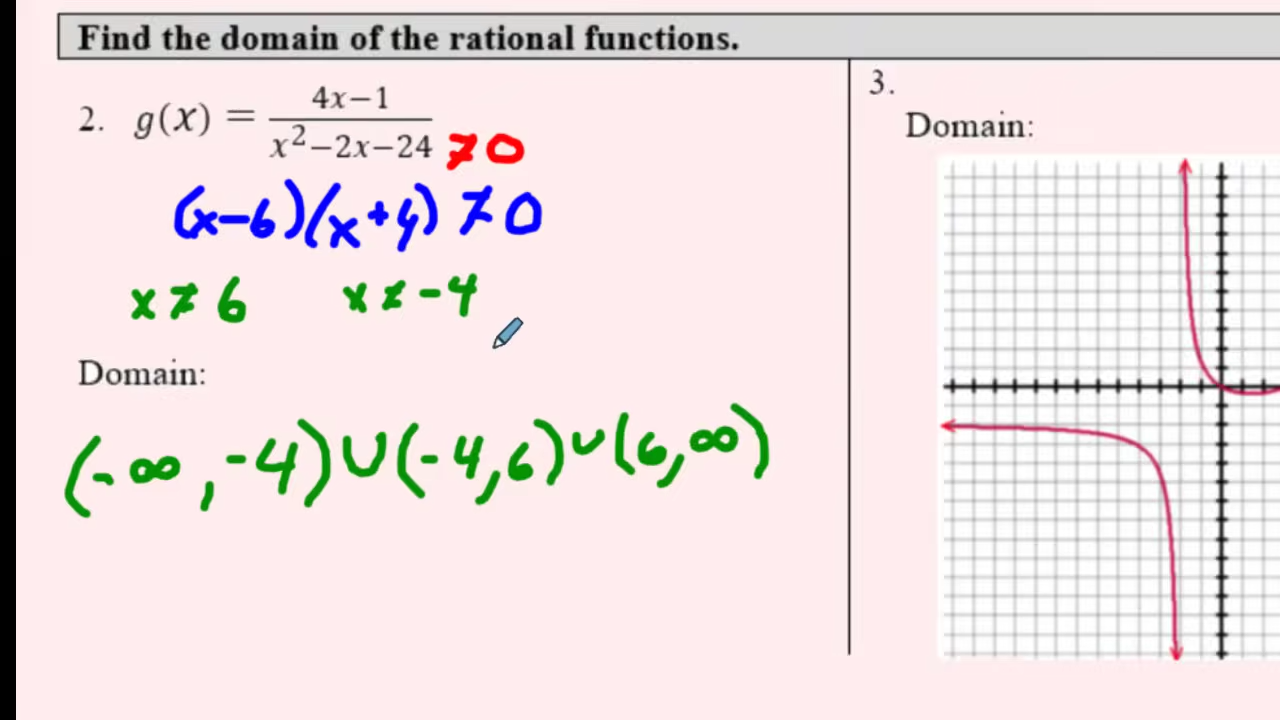 Find the domain of the rational functions.
2. g(x) = \frac{4x−1}{x²−2x−24} ≠0
(x-6)(x+4) ≠0
x ≠ 6 x ≠ -4
Domain:
(-∞, -4)∪(-4,6)∪(6,∞)
3.
Domain: